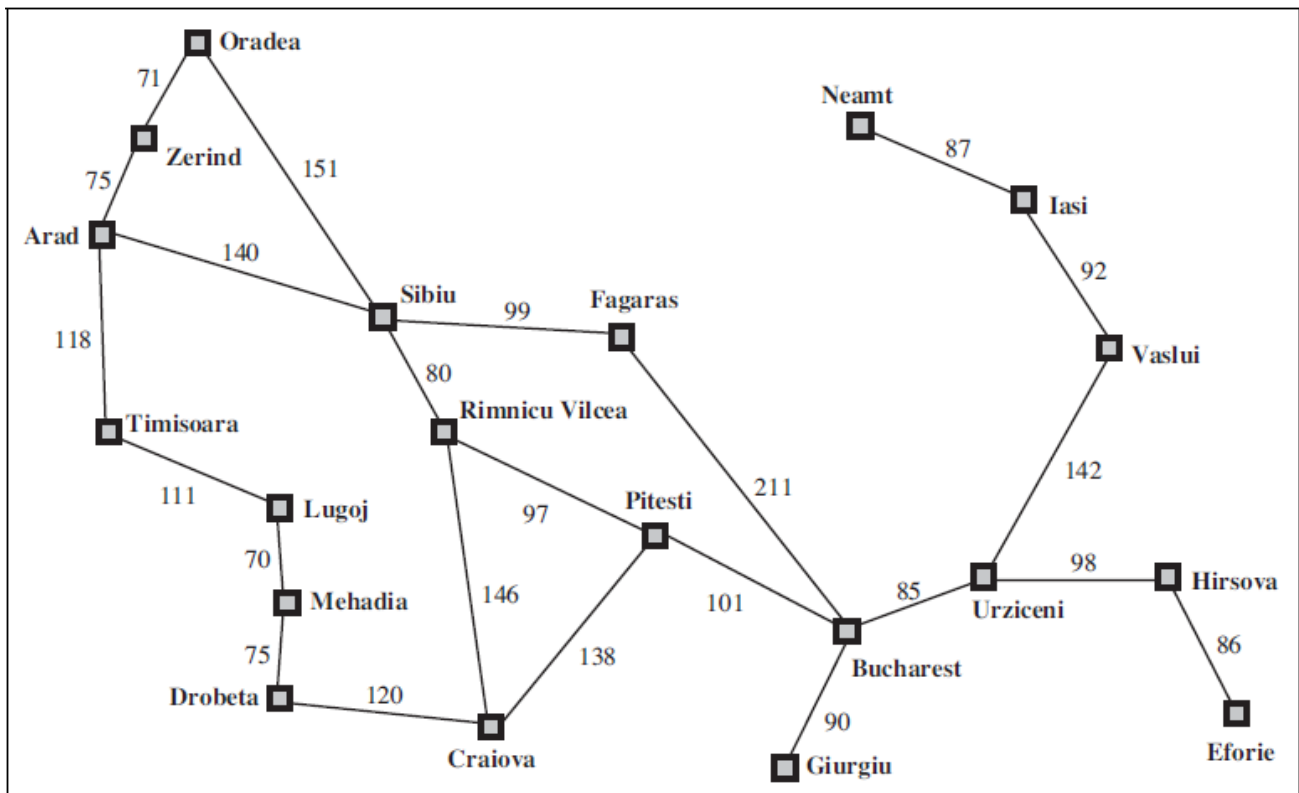 Oradea
71
Neamt
Zerind
87
151
75
Iasi
Arad
140
92
Sibiu
Fagaras
99
118
Vaslui
80
Timisoara
Rimnicu Vilcea
142
111
Lugoj
Pitesti
211
97
70
98
Hirsova
Mehadia
146
101
85
Urziceni
86
75
138
Bucharest
Drobeta
120
90
Craiova
Giurgiu
Eforie